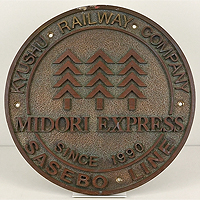 KYUSHU RAILWAY COMPANY
MIDORI EXPRESS
SINCE 1990
SASEBO LINE